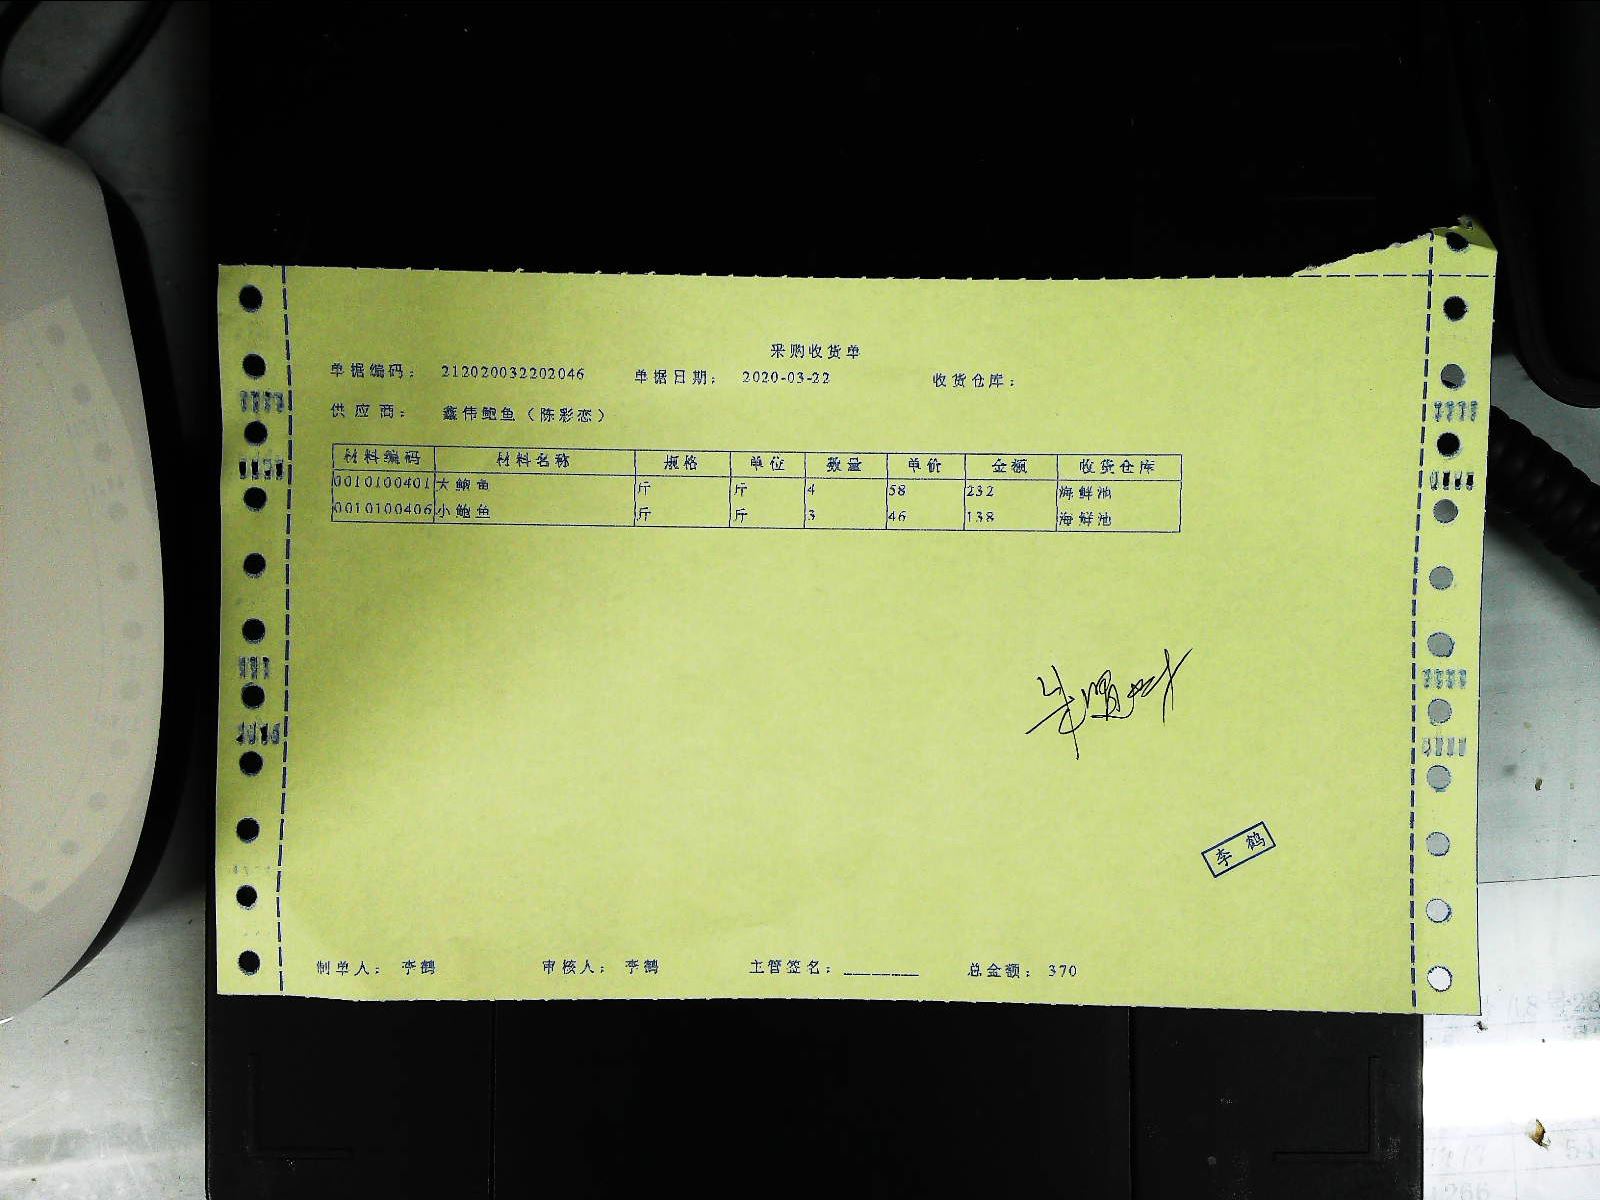 采购收货单
单据编码： 212020032202046 单据日期： 2020-03-22 收货仓库：
供应商： 鑫伟鲍鱼（陈彩恋）
材料编码 材料名称 规格 单位 数量 单价 金额 收货仓库
0010100401 大鲍鱼 斤 斤 4 58 232 海鲜池
0010100406 小鲍鱼 斤 斤 3 46 138 海鲜池
李鹤
制单人： 李鹤 审核人： 李鹤 主管签名： 总金额： 370